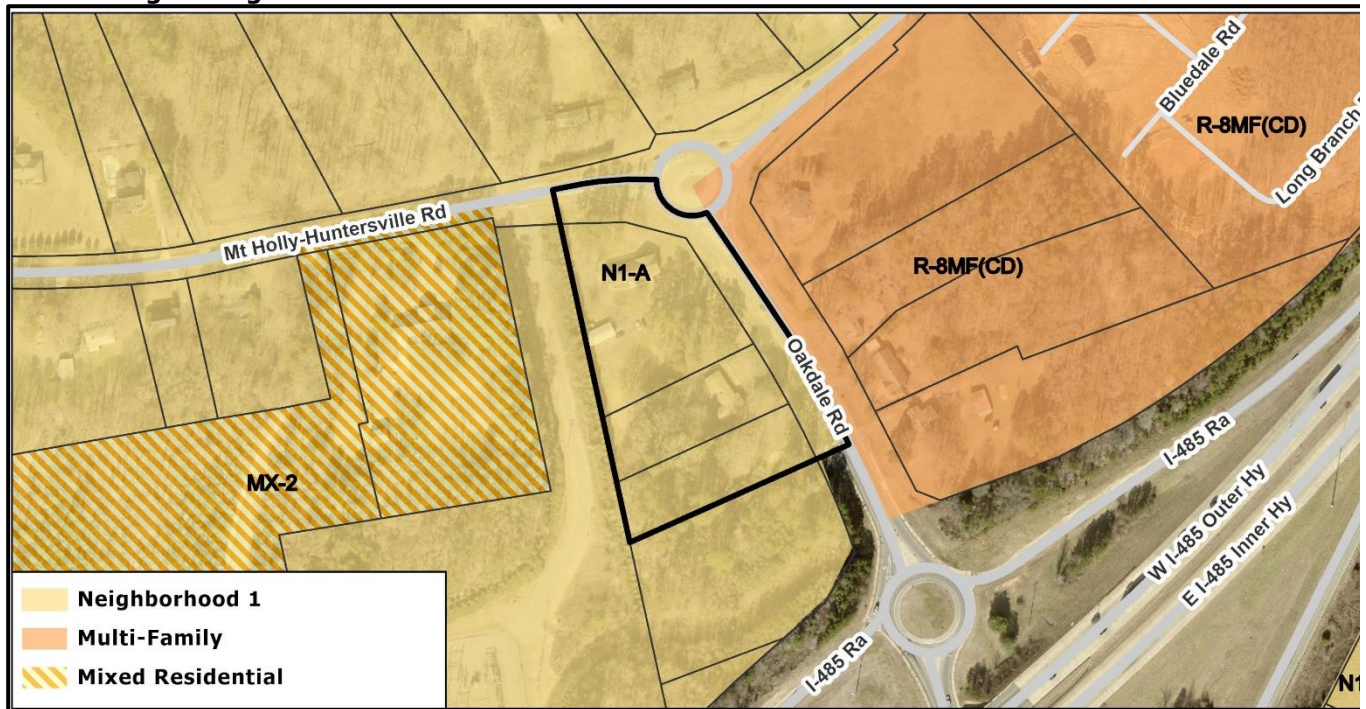 Bluedale Rd
R-8MF(CD)
Long Branch
Mt Holly-Huntersville Rd
N1-A
R-8MF(CD)
Oakdale Rd
I-485 Ra
MX-2
W I-485 Outer Hy
E I-485 Inner Hy
Neighborhood 1
Multi-Family
Mixed Residential
I-485 Ra
N1